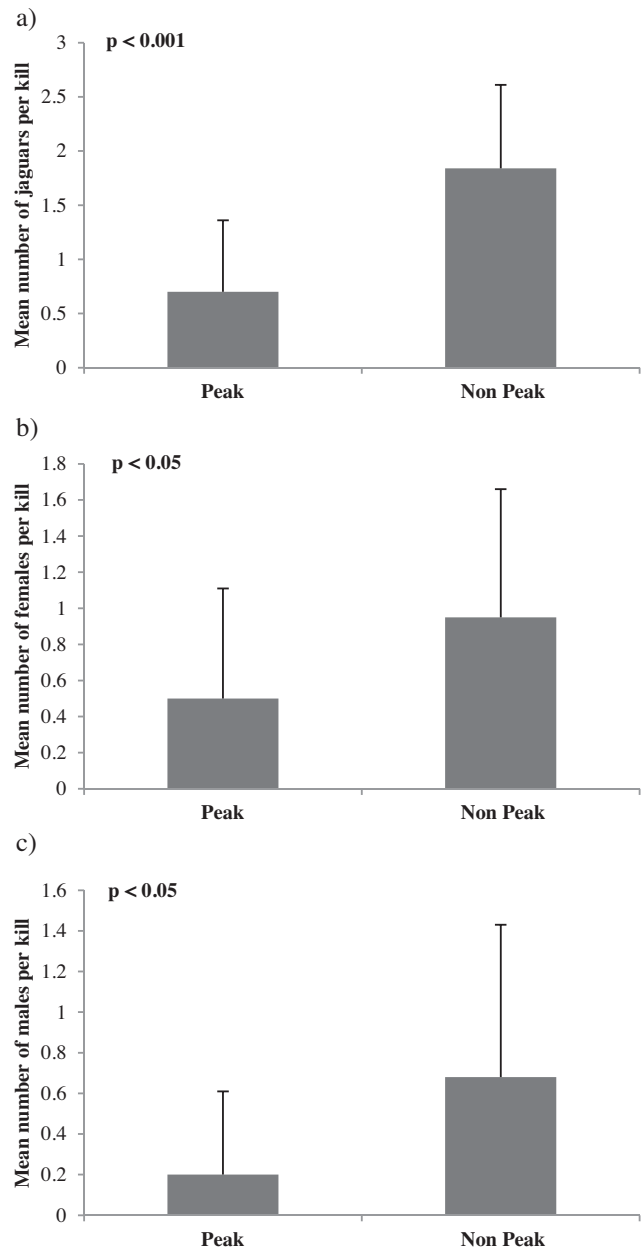 a)
p < 0.001
Mean number of jaguars per kill
3
2.5
2
1.5
1
0.5
0
Peak Non Peak
b)
p < 0.05
Mean number of females per kill
1.8
1.6
1.4
1.2
1
0.8
0.6
0.4
0.2
0
Peak Non Peak
c)
p < 0.05
Mean number of males per kill
1.6
1.4
1.2
1
0.8
0.6
0.4
0.2
0
Peak Non Peak